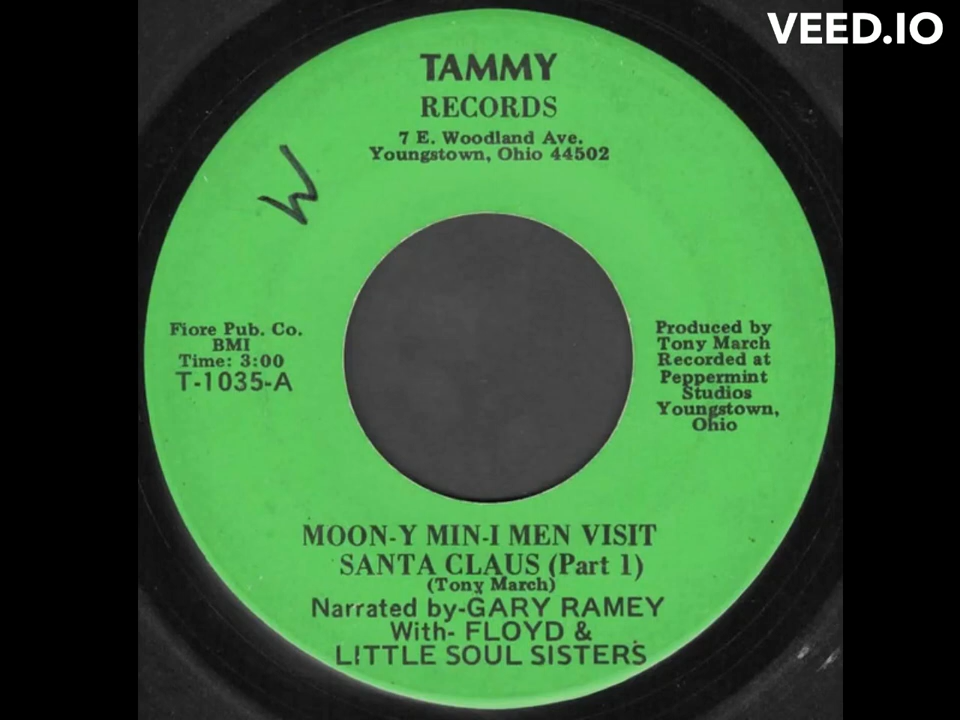 VEED.IO
TAMMY
RECORDS
7 E. Woodland Ave.
Youngstown, Ohio 44502
W
Fiore Pub. Co.
BMI
Time: 3:00
T-1035-A
Produced by
Tony March
Recorded at
Peppermint
Studios
Youngstown,
Ohio
MOON-Y MIN-I MEN VISIT
SANTA CLAUS (Part 1)
(Tony March)
Narrated by-GARY RAMEY
With- FLOYD &
LITTLE SOUL SISTERS